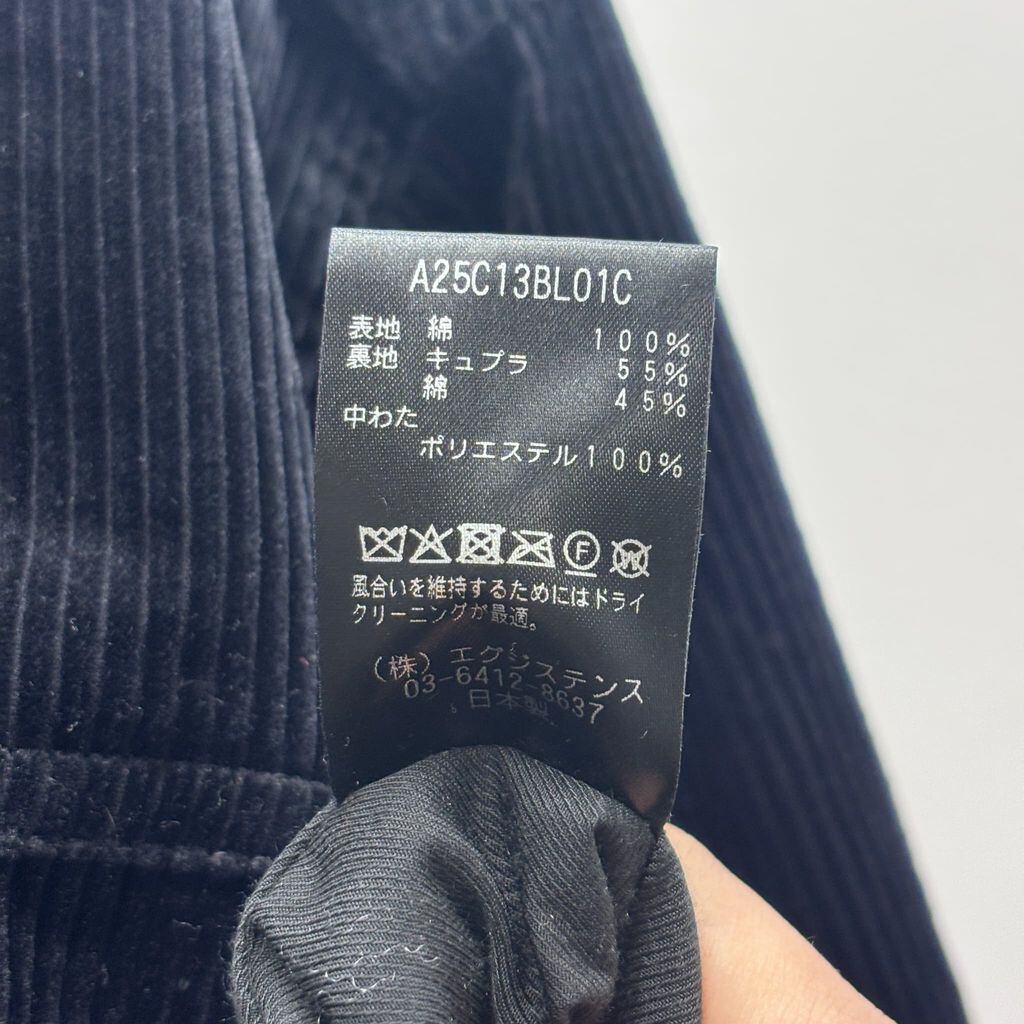 A25C13BL01C
表地 綿 100%
裏地 キュプラ 55%
綿 45%
中わた
ポリエステル100%
F W
風合いを維持するためにはドライ
クリーニングが最適。
(株)エクシステンス
03-6412-8637
日本製